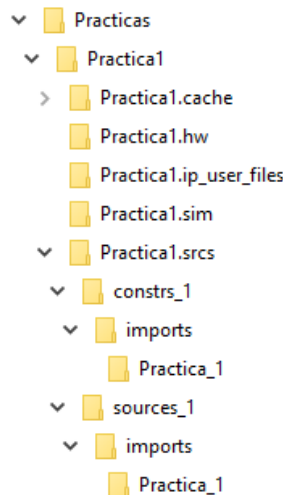 Practicas
Practica1
Practica1.cache
Practica1.hw
Practica1.ip_user_files
Practica1.sim
Practica1.srcs
constrs_1
imports
Practica_1
sources_1
imports
Practica_1